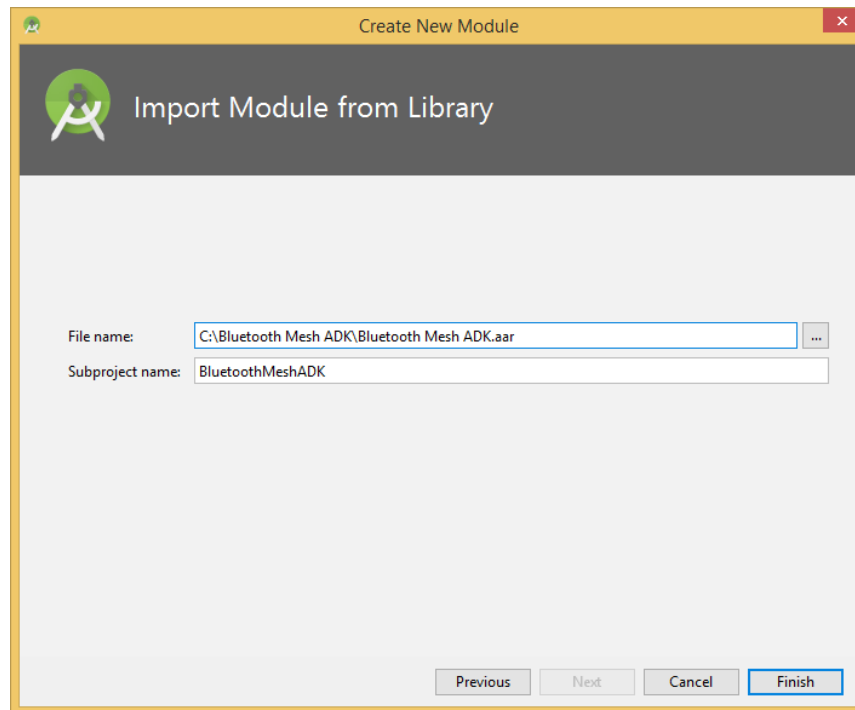 Create New Module
Import Module from Library
File name: C:\Bluetooth Mesh ADK\Bluetooth Mesh ADK.aar ...
Subproject name: BluetoothMeshADK
Previous Next Cancel Finish